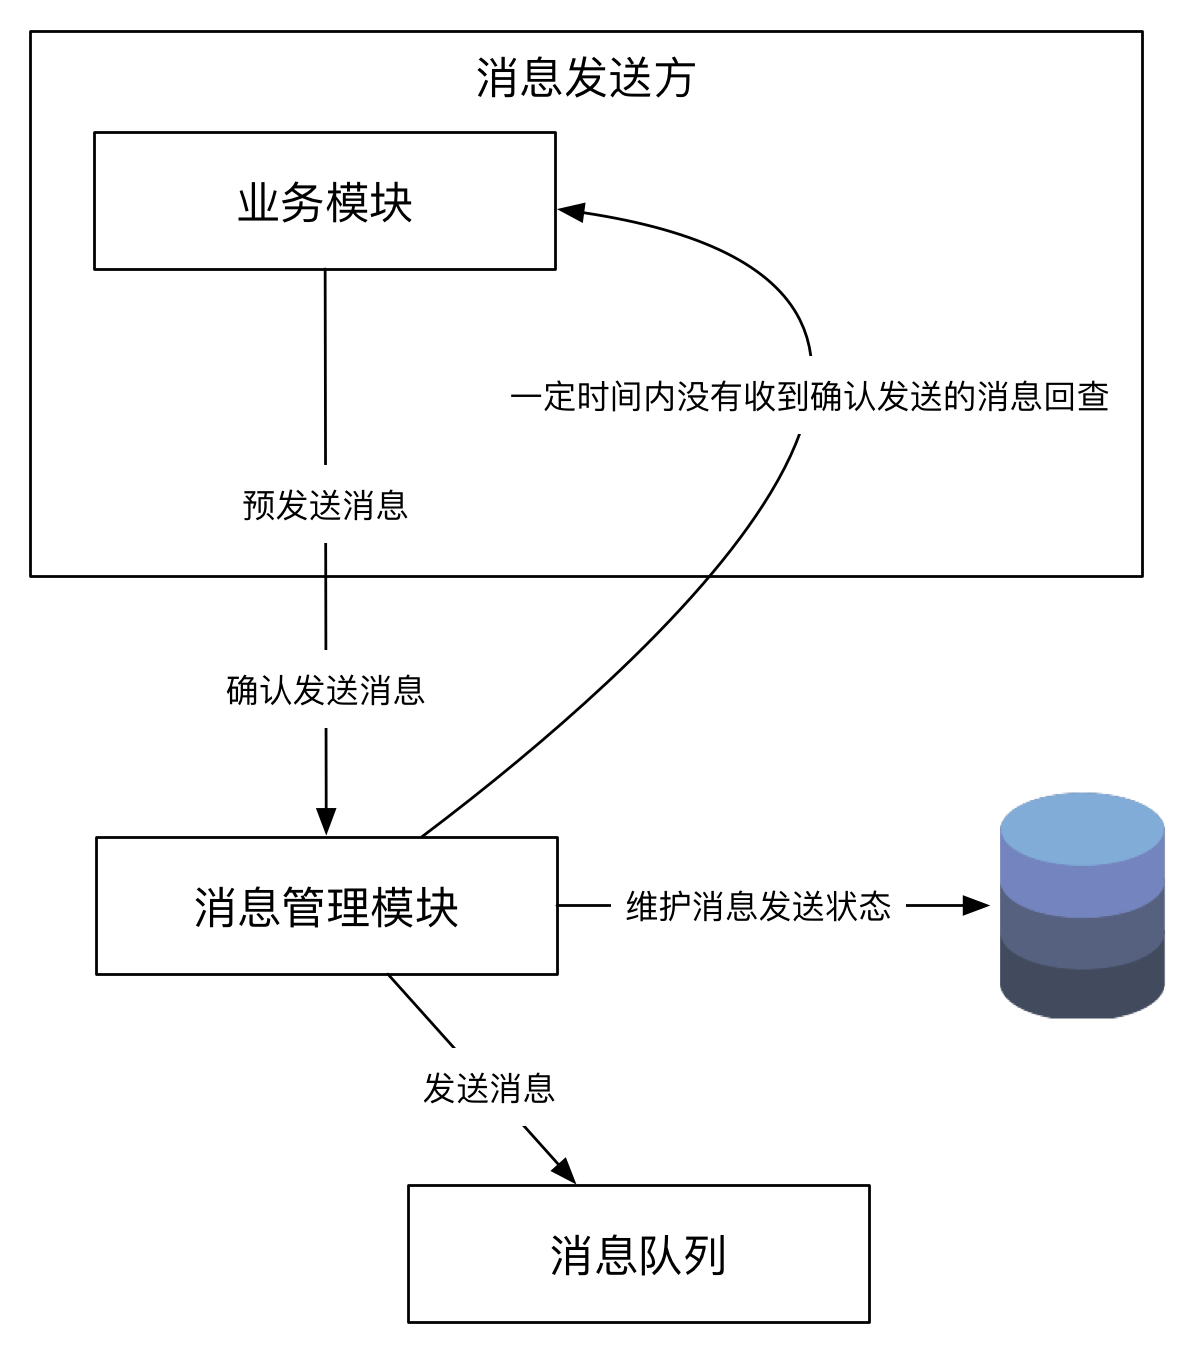 消息发送方
业务模块
一定时间内没有收到确认发送的消息回查
预发送消息
确认发送消息
消息管理模块
维护消息发送状态
发送消息
消息队列